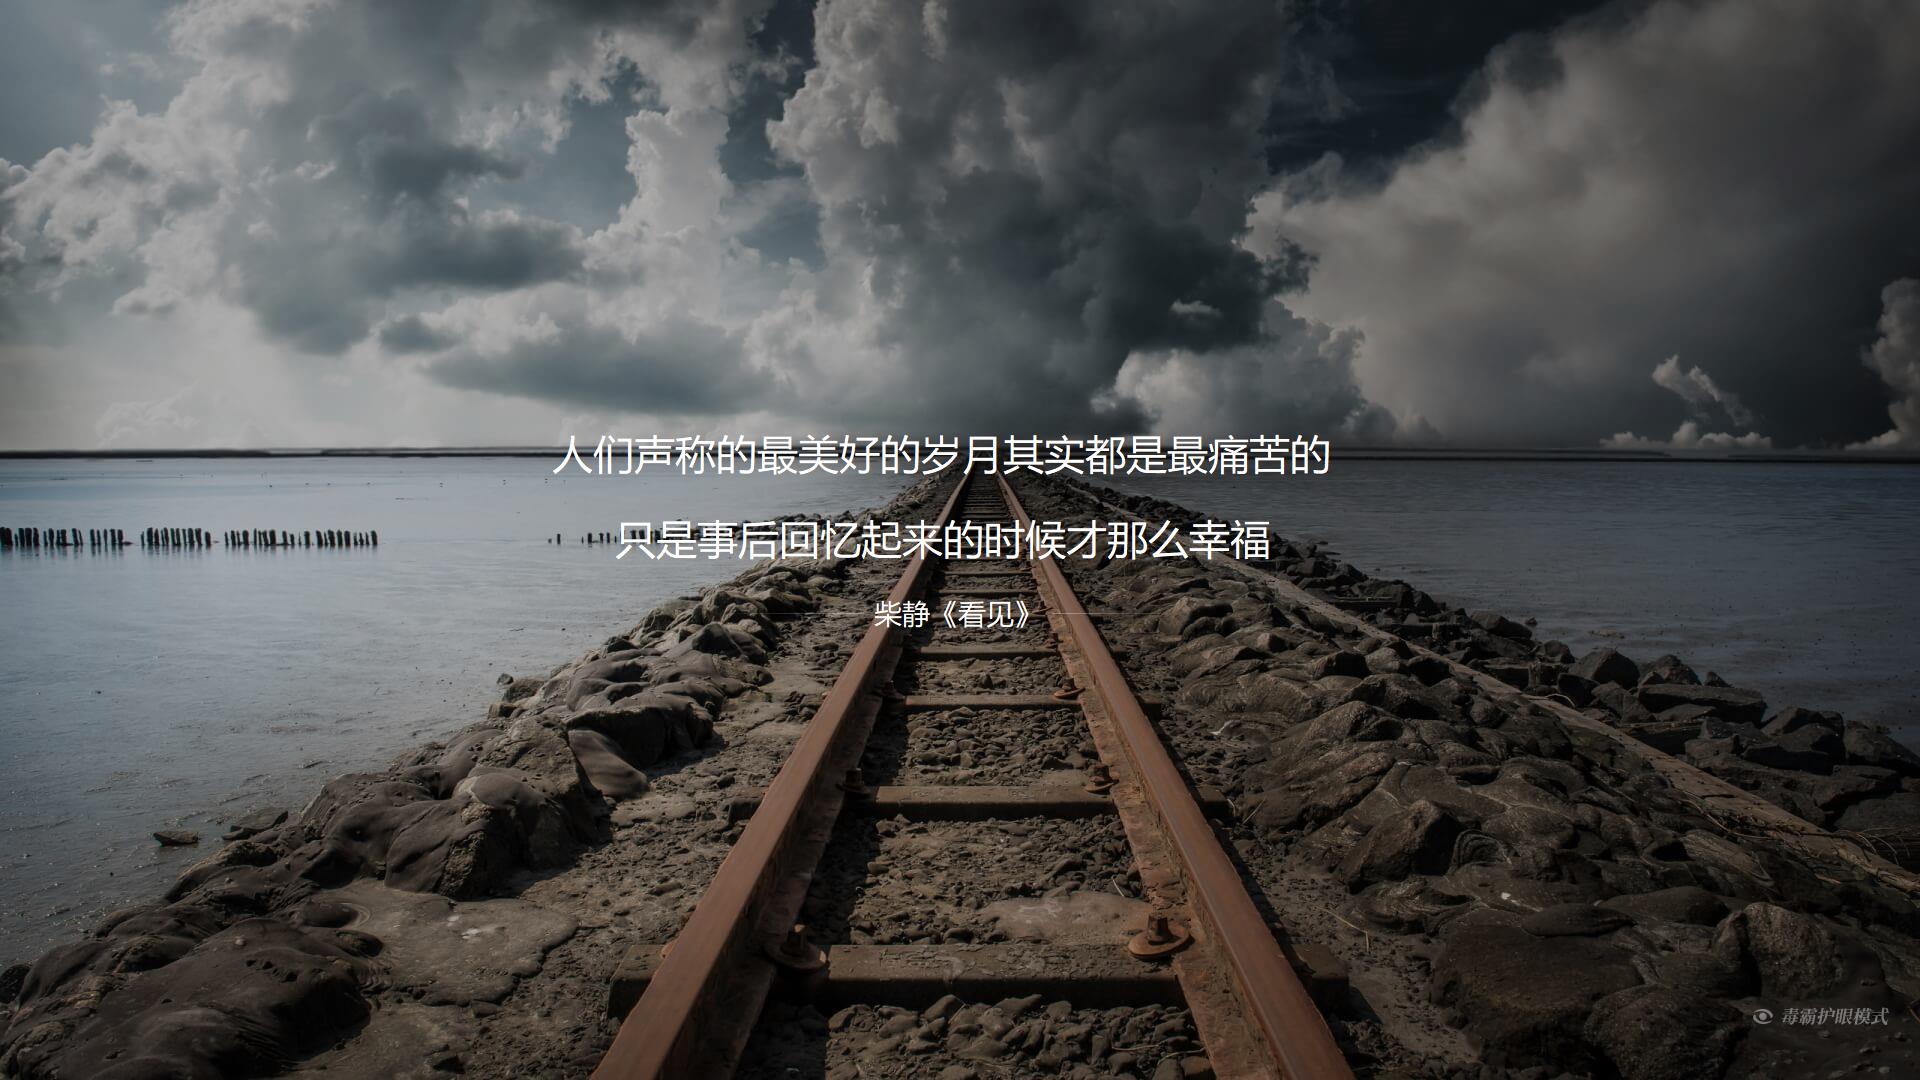 人们声称的最美好的岁月其实都是最痛苦的
只是事后回忆起来的时候才那么幸福
柴静《看见》
毒霸护眼模式